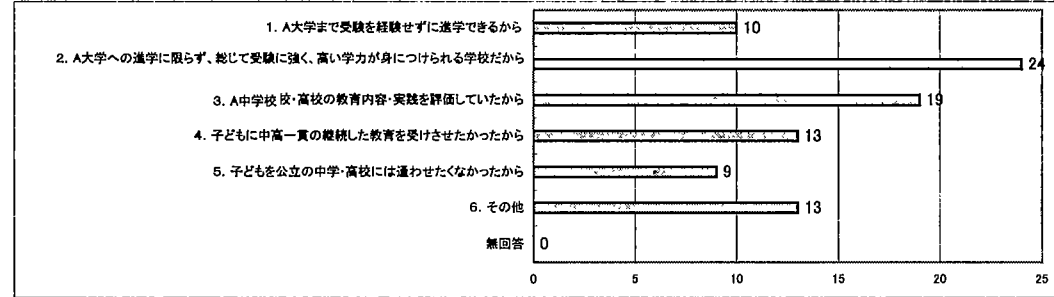 1. A大学まで受験を経験せずに進学できるから
10
2. A大学への進学に限らず、総じて受験に強く、高い学力が身につけられる学校だから
24
3. A中学校校・高校の教育内容・実践を評価していたから
19
4. 子どもに中高一貫の継続した教育を受けさせたかったから
13
5. 子どもを公立の中学・高校には通わせたくなかったから
9
6. その他
13
無回答
0
0 5 10 15 20 25